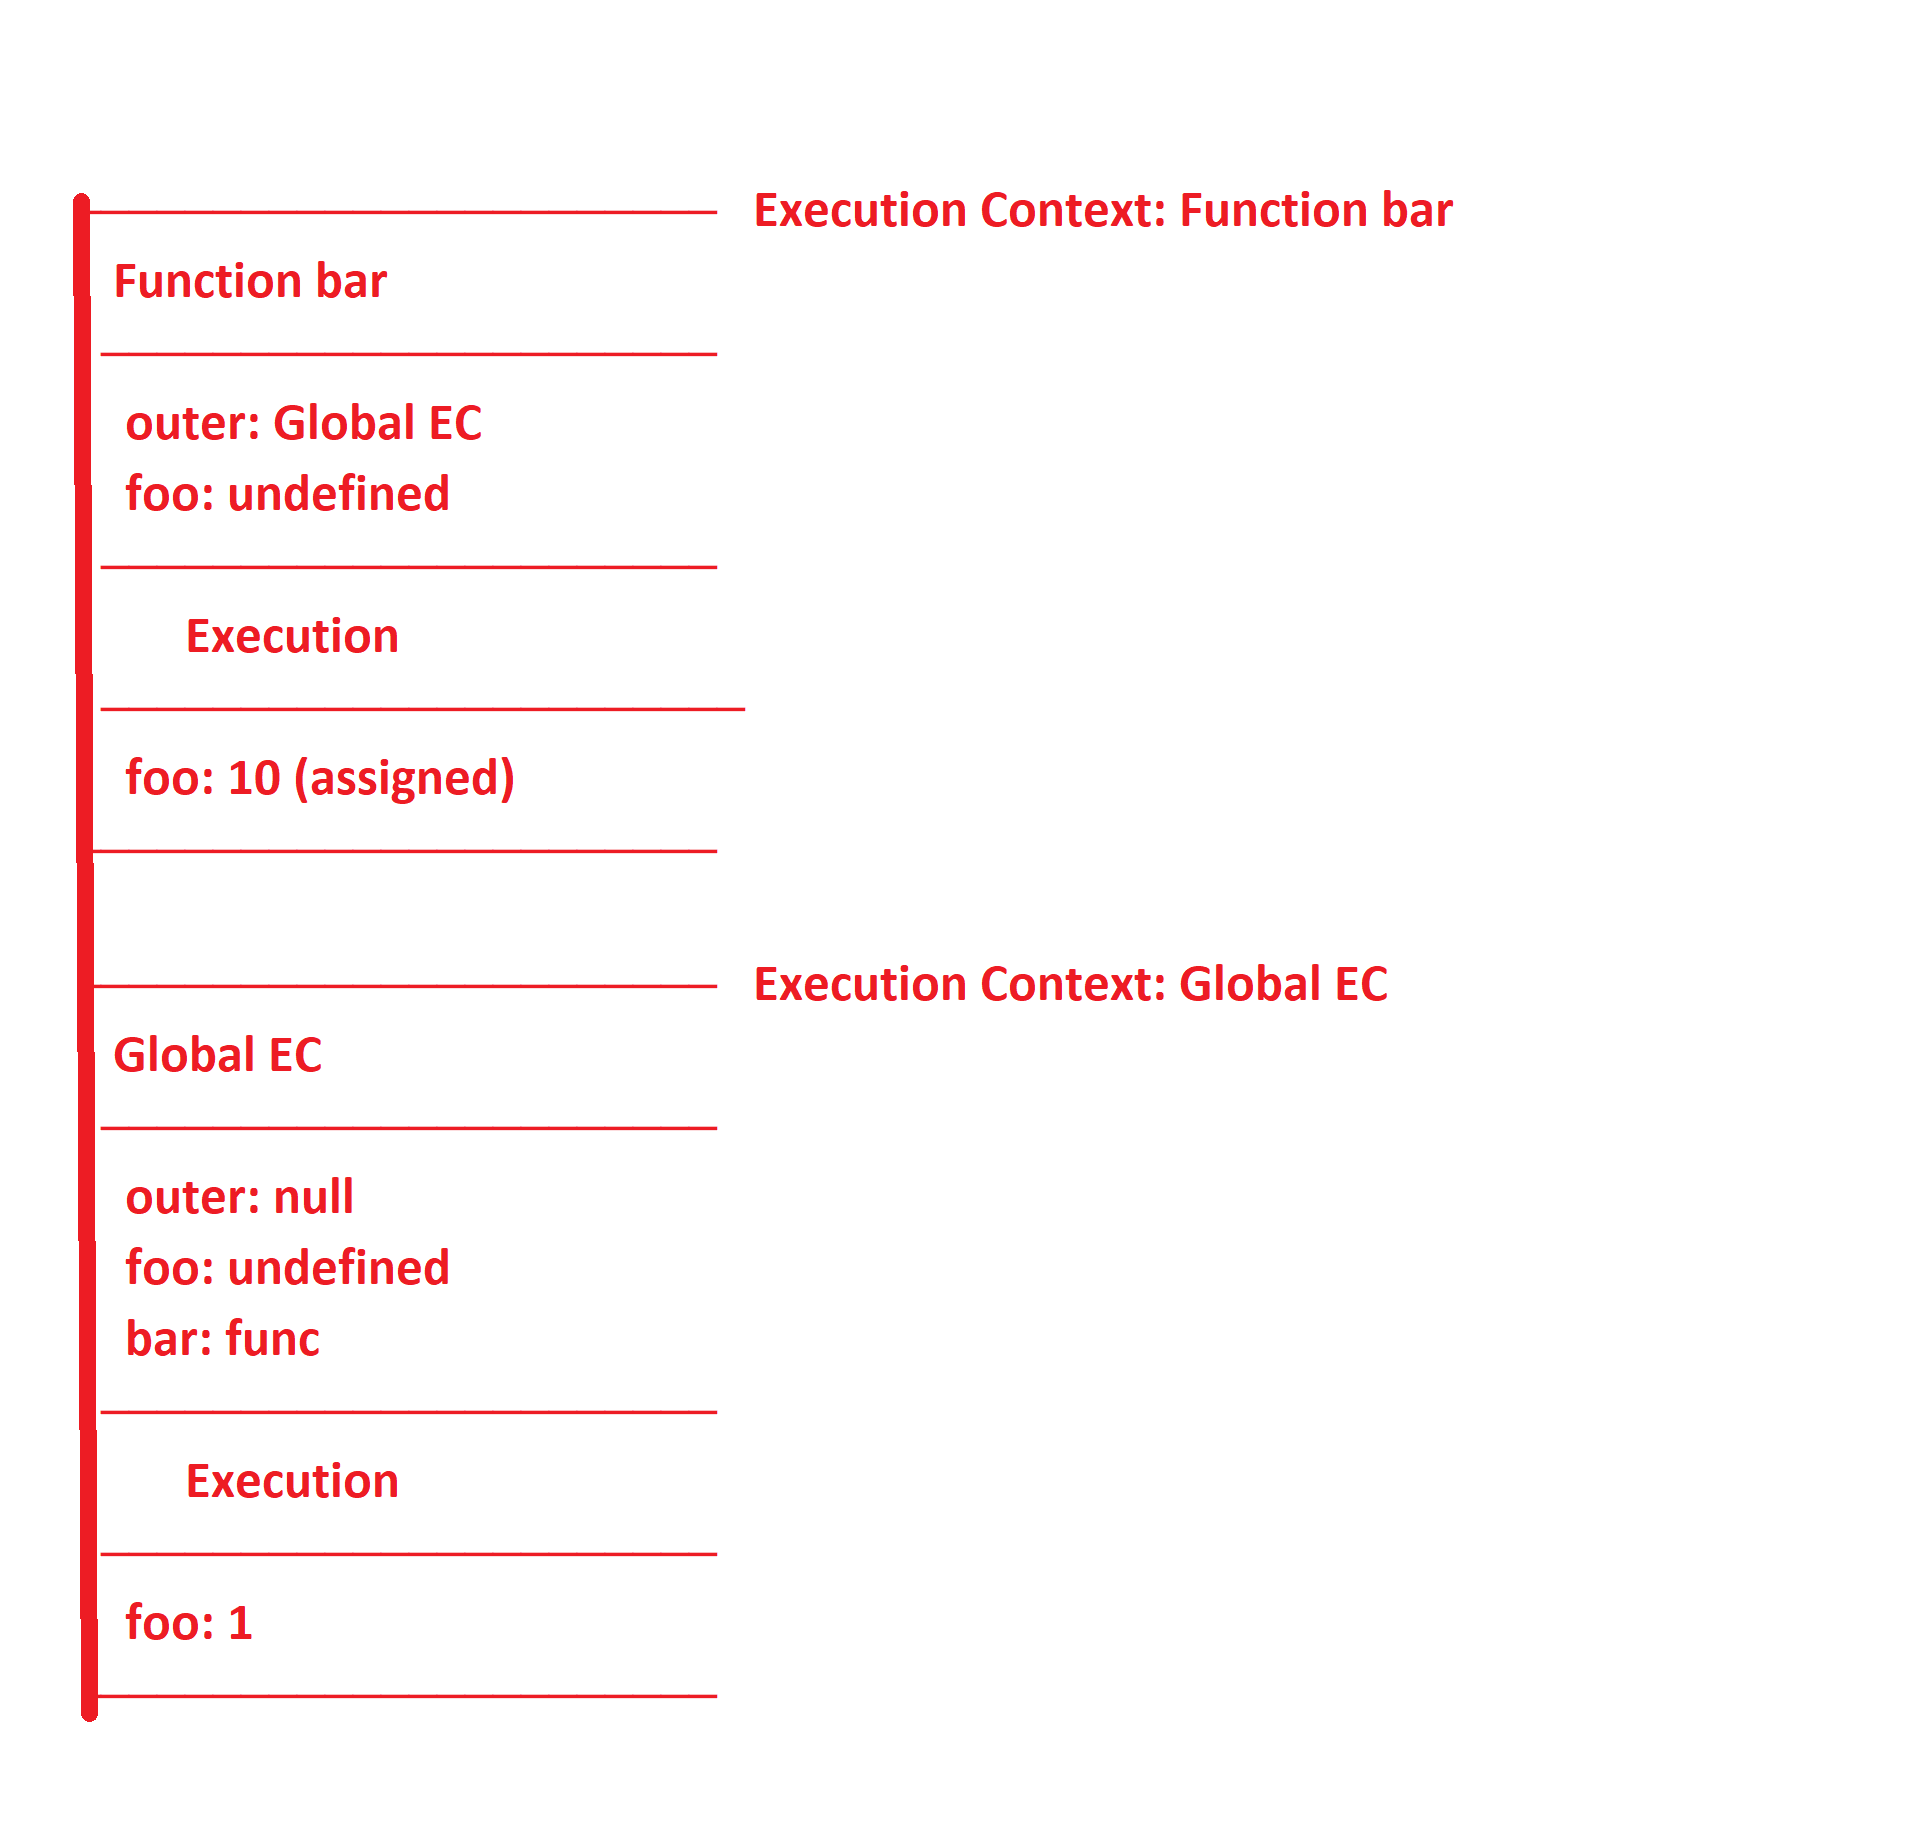 Execution Context: Function bar
Function bar
outer: Global EC
foo: undefined
Execution
foo: 10 (assigned)
Execution Context: Global EC
Global EC
outer: null
foo: undefined
bar: func
Execution
foo: 1